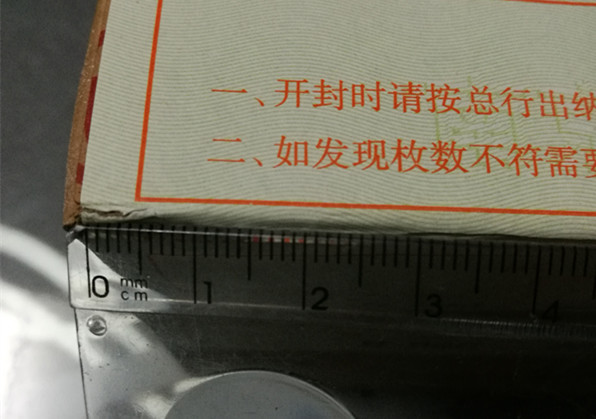 一、开封时请按总行出纳
二、如发现枚数不符需要
0 1 2 3 4
mm
cm